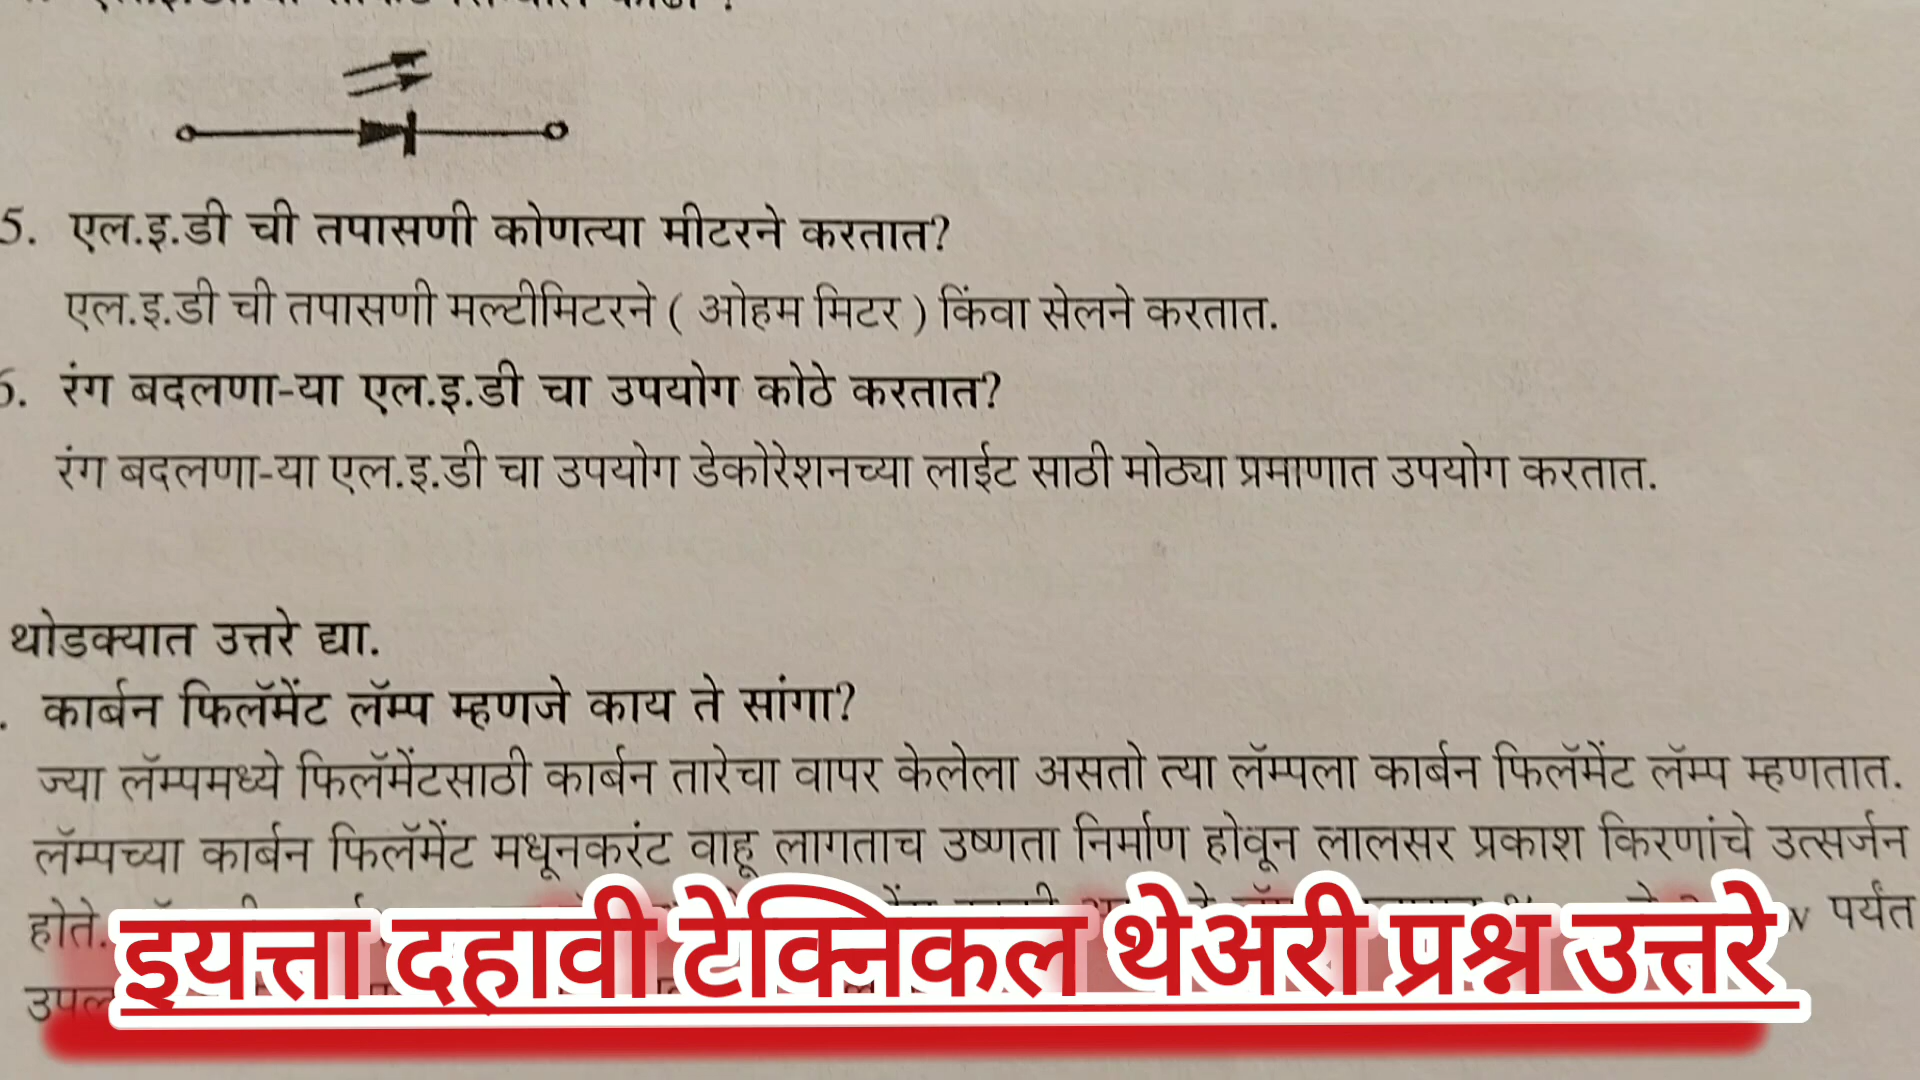 5. एल.इ.डी ची तपासणी कोणत्या मीटरने करतात?
एल.इ.डी ची तपासणी मल्टीमिटरने ( ओहम मिटर ) किंवा सेलने करतात.
6. रंग बदलणा-या एल.इ.डी चा उपयोग कोठे करतात?
रंग बदलणा-या एल.इ.डी चा उपयोग डेकोरेशनच्या लाईट साठी मोठ्या प्रमाणात उपयोग करतात.
थोडक्यात उत्तरे द्या.
. कार्बन फिलॅमेंट लॅम्प म्हणजे काय ते सांगा?
ज्या लॅम्पमध्ये फिलॅमेंटसाठी कार्बन तारेचा वापर केलेला असतो त्या लॅम्पला कार्बन फिलॅमेंट लॅम्प म्हणतात.
लॅम्पच्या कार्बन फिलॅमेंट मधूनकरंट वाहू लागताच उष्णता निर्माण होवून लालसर प्रकाश किरणांचे उत्सर्जन
होते. पर्यंत
इयत्ता दहावी टेक्निकल थेअरी प्रश्न उत्तरे